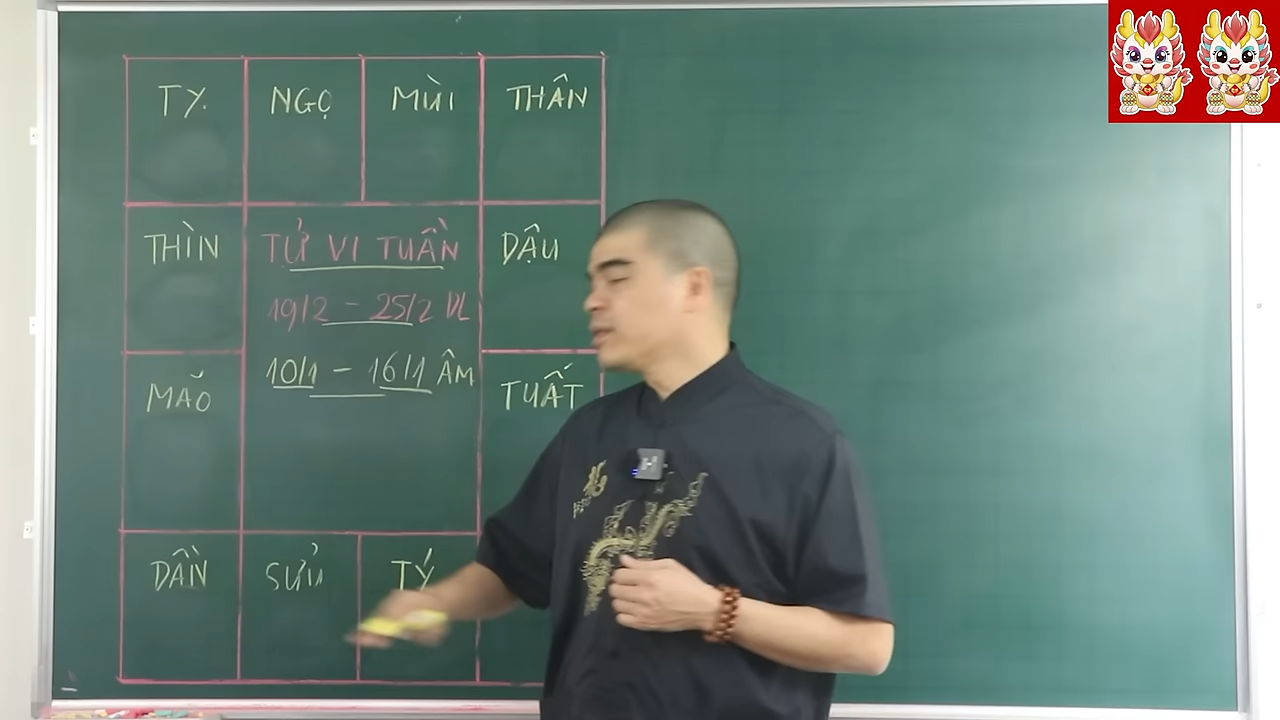 TỴ NGỌ MÙI THÂN
THÌN TỬ VI TUẦN DẬU
19/2 - 25/2 DL
10/1 - 16/1 ÂM
MÃO TUẤT
DẦN SỬU TÝ